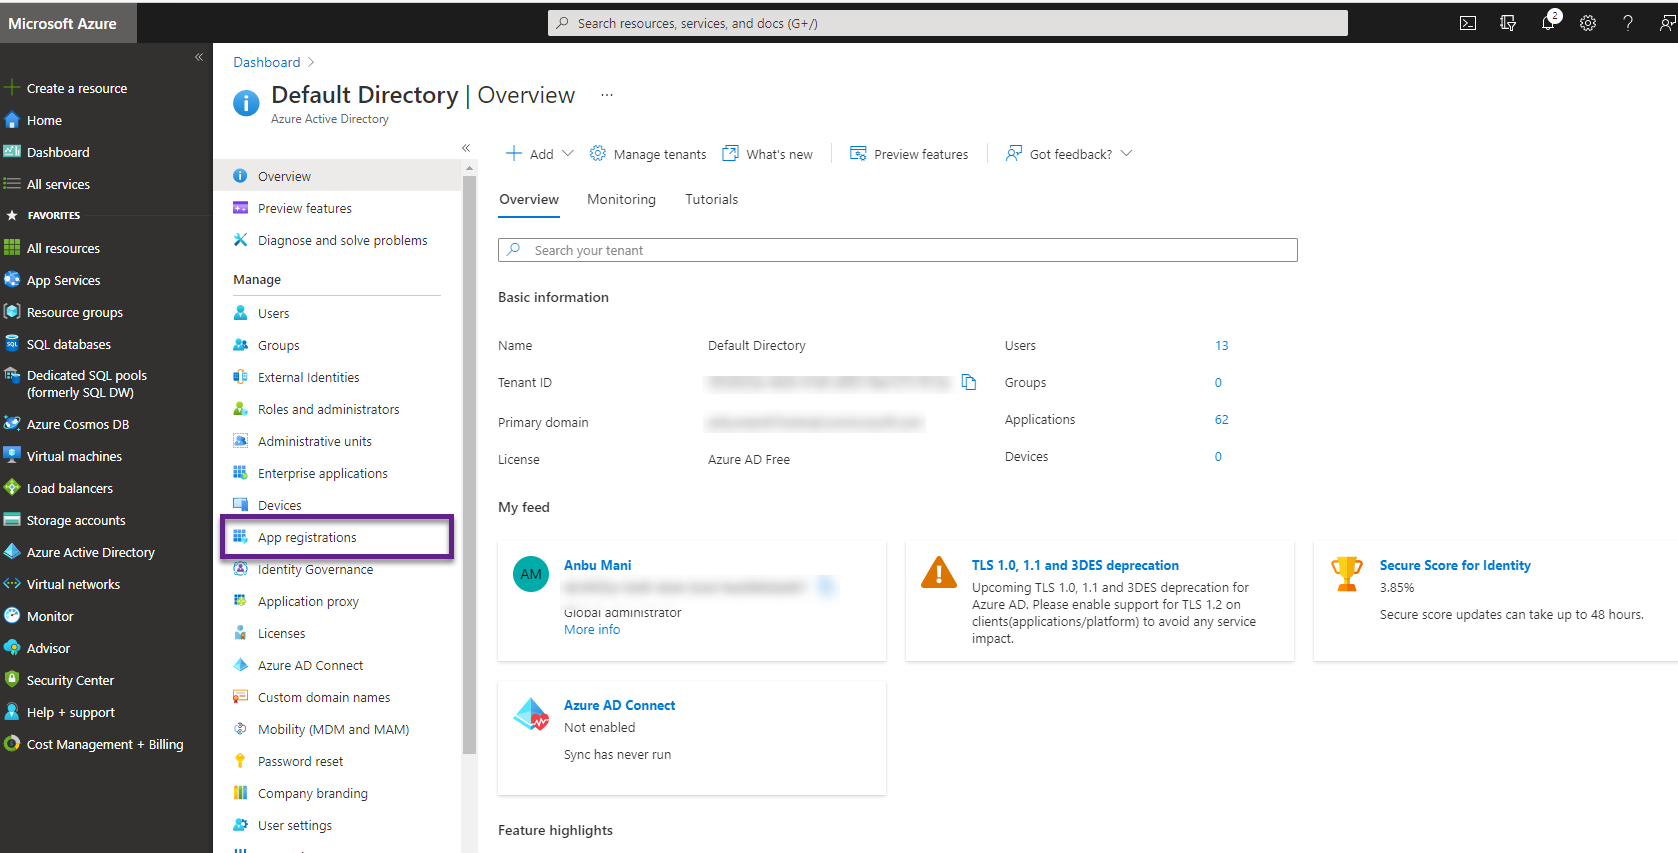 Microsoft Azure
Search resources, services, and docs (G+/)
2
Create a resource
Home
Dashboard
All services
FAVORITES
All resources
App Services
Resource groups
SQL databases
Dedicated SQL pools
(formerly SQL DW)
Azure Cosmos DB
Virtual machines
Load balancers
Storage accounts
Azure Active Directory
Virtual networks
Monitor
Advisor
Security Center
Help + support
Cost Management + Billing
Dashboard
Default Directory | Overview
Azure Active Directory
Overview
Preview features
Diagnose and solve problems
Manage
Users
Groups
External Identities
Roles and administrators
Administrative units
Enterprise applications
Devices
App registrations
Identity Governance
Application proxy
Licenses
Azure AD Connect
Custom domain names
Mobility (MDM and MAM)
Password reset
Company branding
User settings
Add Manage tenants What's new Preview features Got feedback?
Overview Monitoring Tutorials
Search your tenant
Basic information
Name Default Directory Users 13
Tenant ID Groups 0
Primary domain Applications 62
License Azure AD Free Devices 0
My feed
AM
Anbu Mani
Global administrator
More info
TLS 1.0, 1.1 and 3DES deprecation
Upcoming TLS 1.0, 1.1 and 3DES deprecation for
Azure AD. Please enable support for TLS 1.2 on
clients(applications/platform) to avoid any service
impact.
Secure Score for Identity
3.85%
Secure score updates can take up to 48 hours.
Azure AD Connect
Not enabled
Sync has never run
Feature highlights